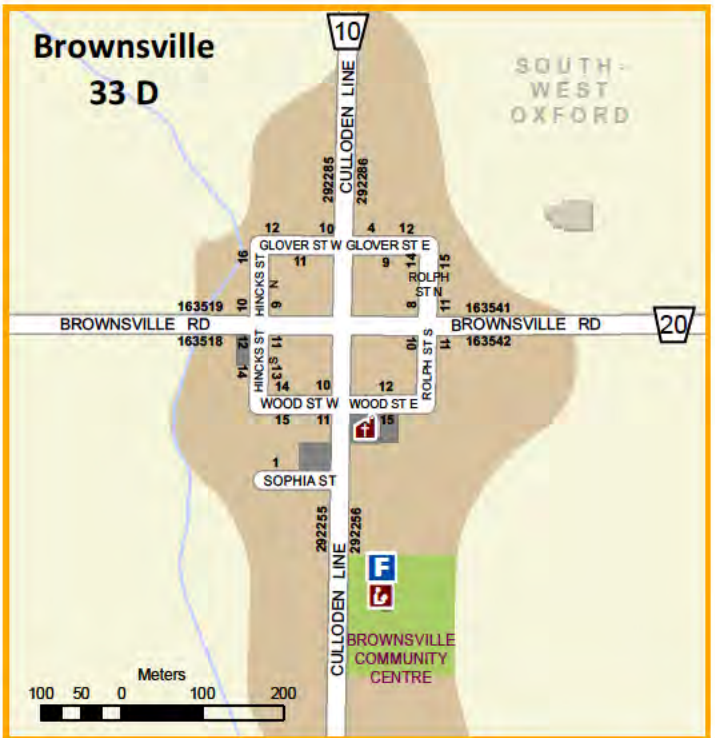 Brownsville
33 D
10
SOUTH-
WEST
OXFORD
CULLODEN LINE
292285
292286
12
10
4
12
GLOVER ST W
GLOVER ST E
16
11
9
14
15
HINCKS ST N
ROLPH
ST N
10
9
8
11
163519
163541
BROWNSVILLE RD
BROWNSVILLE RD
20
163518
163542
12
14
HINCKS ST S
11
13
10
11
ROLPH ST S
14
10
12
WOOD ST W
WOOD ST E
15
11
15
1
SOPHIA ST
292255
292256
CULLODEN LINE
F
BROWNSVILLE
COMMUNITY
CENTRE
Meters
100 50 0 100 200